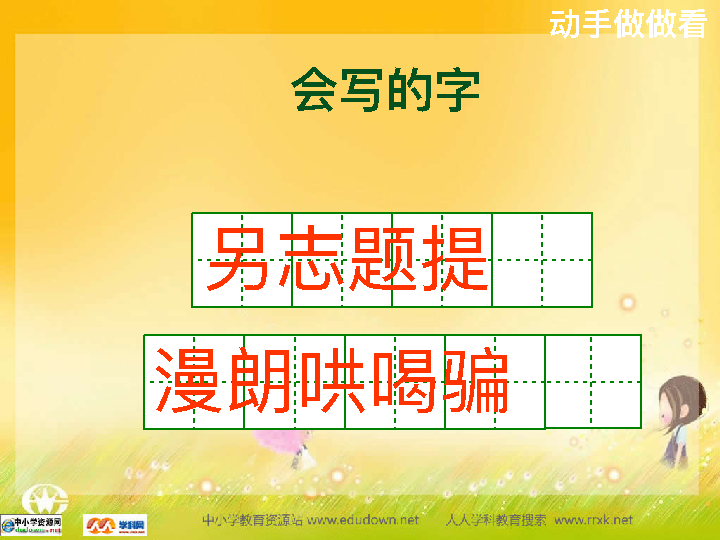 动手做做看
会写的字
另志题提
漫朗哄喝骗
中小学教育资源站 www.edudown.net 人人学科教育搜索 www.rrxk.net
中小学资源网
学科网